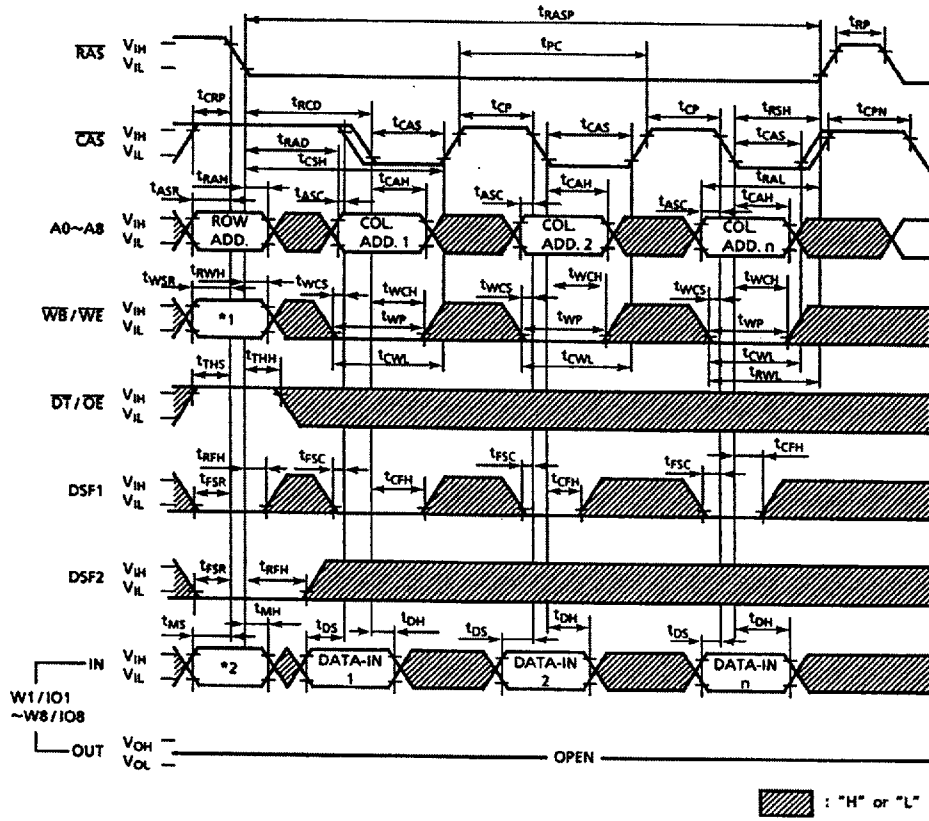 tRASP
tRP
tPC
RAS
VIH
VIL
tCRP
tRCD
tCP
tCP
tRSH
tCPN
CAS
VIH
VIL
tRAD
tCAS
tCAS
tCAS
tCSH
tRAH
tRAL
tASR
tASC
tCAH
tASC
tCAH
tASC
tCAH
A0~A8
VIH
VIL
ROW ADD.
COL. ADD. 1
COL. ADD. 2
COL. ADD. n
tWSR
tRWH
tWCS
tWCH
tWCS
tWCH
tWCS
tWCH
WB/WE
VIH
VIL
*1
tWP
tWP
tWP
tCWL
tCWL
tCWL
tRWL
tTHS
tTHH
DT/OE
VIH
VIL
tRFH
tFSC
tFSC
tFSC
tCFH
DSF1
VIH
VIL
tFSR
tCFH
tCFH
DSF2
VIH
VIL
tFSR
tRFH
tMS
tMH
tDS
tDH
tDS
tDH
tDS
tDH
IN
VIH
VIL
*2
DATA-IN 1
DATA-IN 2
DATA-IN n
W1/IO1
~W8/IO8
OUT
VOH
VOL
OPEN
: "H" or "L"